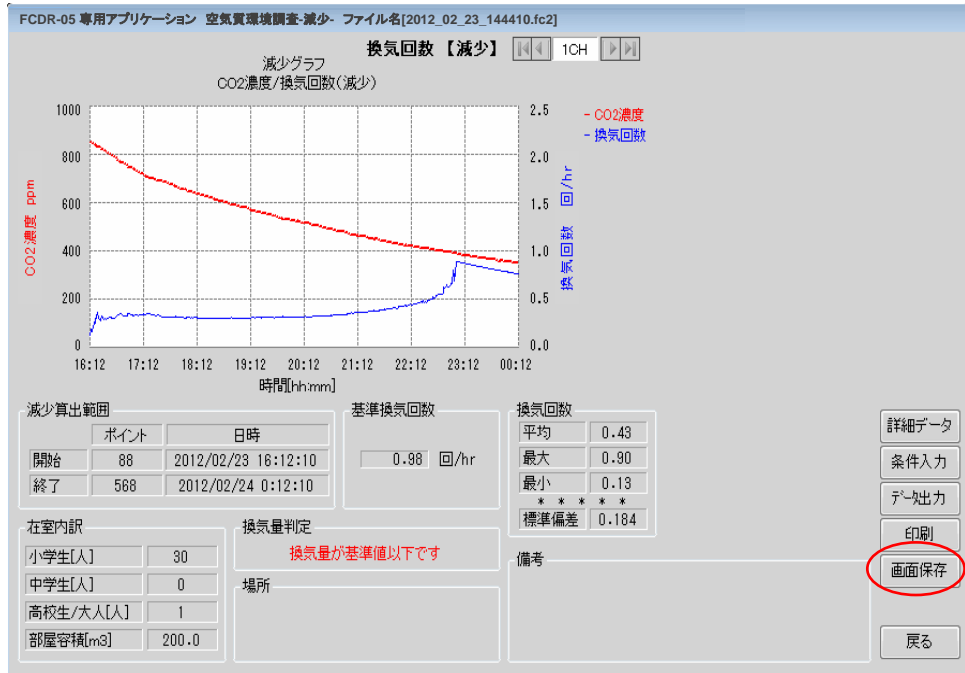 FCDR-05 専用アプリケーション 空気質環境調査-減少- ファイル名[2012_02_23_144410.fc2]
換気回数 【減少】 1CH
減少グラフ
CO2濃度/換気回数(減少)
- CO2濃度
- 換気回数
CO2濃度 ppm
1000
800
600
400
200
0
2.5
2.0
1.5
1.0
0.5
0.0
換気回数 回/hr
16:12 17:12 18:12 19:12 20:12 21:12 22:12 23:12 00:12
時間[hh:mm]
減少算出範囲
ポイント 日時
開始 88 2012/02/23 16:12:10
終了 568 2012/02/24 0:12:10
基準換気回数
0.98 回/hr
換気回数
平均 0.43
最大 0.90
最小 0.13
* * * * *
標準偏差 0.184
在室内訳
小学生[人] 30
中学生[人] 0
高校生/大人[人] 1
部屋容積[m3] 200.0
換気量判定
換気量が基準値以下です
場所
備考
詳細データ
条件入力
データ出力
印刷
画面保存
戻る